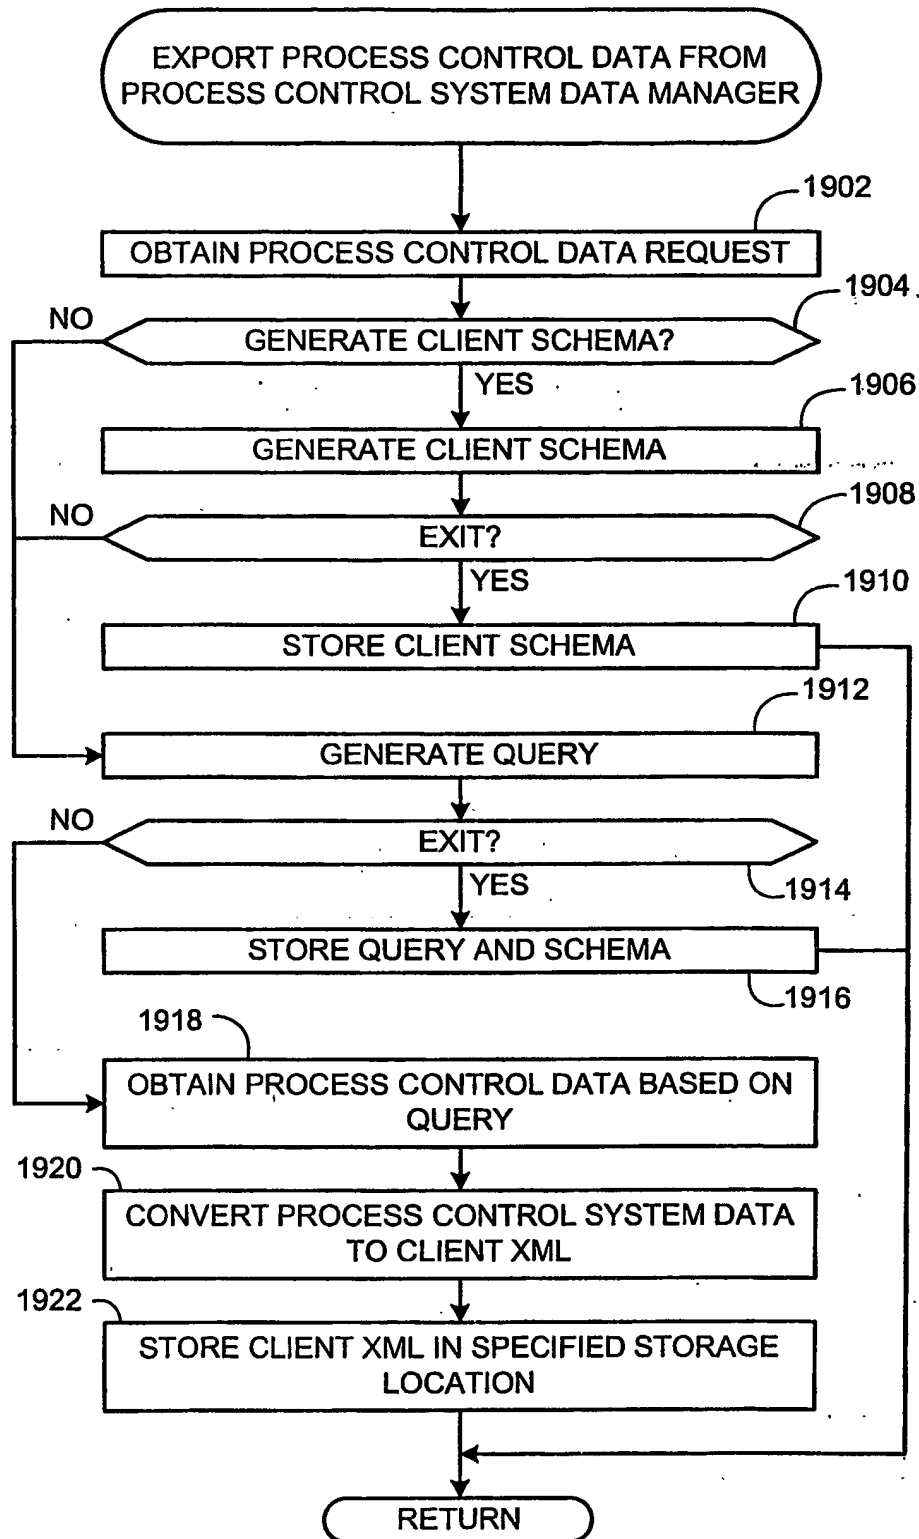 EXPORT PROCESS CONTROL DATA FROM
PROCESS CONTROL SYSTEM DATA MANAGER
1902
OBTAIN PROCESS CONTROL DATA REQUEST
1904
NO
GENERATE CLIENT SCHEMA?
YES
1906
GENERATE CLIENT SCHEMA
1908
NO
EXIT?
YES
1910
STORE CLIENT SCHEMA
1912
GENERATE QUERY
NO
EXIT?
YES
1914
STORE QUERY AND SCHEMA
1916
1918
OBTAIN PROCESS CONTROL DATA BASED ON
QUERY
1920
CONVERT PROCESS CONTROL SYSTEM DATA
TO CLIENT XML
1922
STORE CLIENT XML IN SPECIFIED STORAGE
LOCATION
RETURN